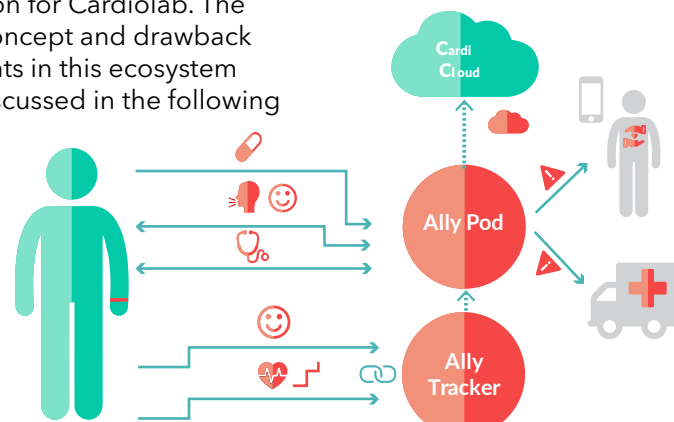 on for Cardiolab. The
oncept and drawback
nts in this ecosystem
scussed in the following
Cardi
Cloud
Ally Pod
Ally
Tracker